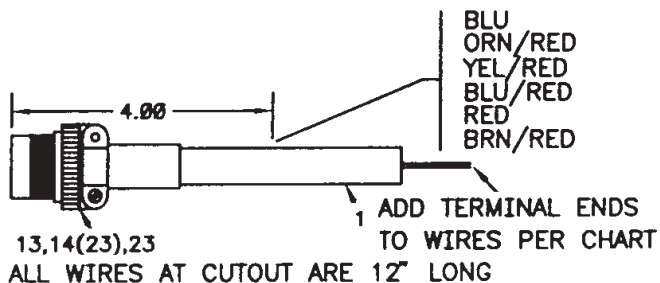 BLU
ORN/RED
YEL/RED
BLU/RED
RED
BRN/RED
4.00
1
ADD TERMINAL ENDS
TO WIRES PER CHART
13,14(23),23
ALL WIRES AT CUTOUT ARE 12" LONG